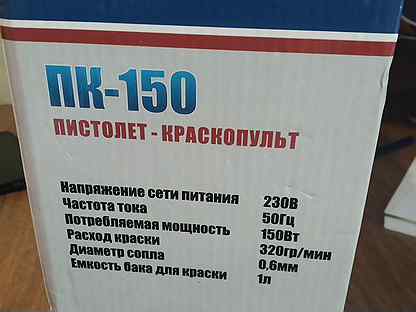 ПК-150
ПИСТОЛЕТ - КРАСКОПУЛЬТ
Напряжение сети питания 230В
Частота тока 50Гц
Потребляемая мощность 150Вт
Расход краски 320гр/мин
Диаметр сопла 0,6мм
Емкость бака для краски 1л